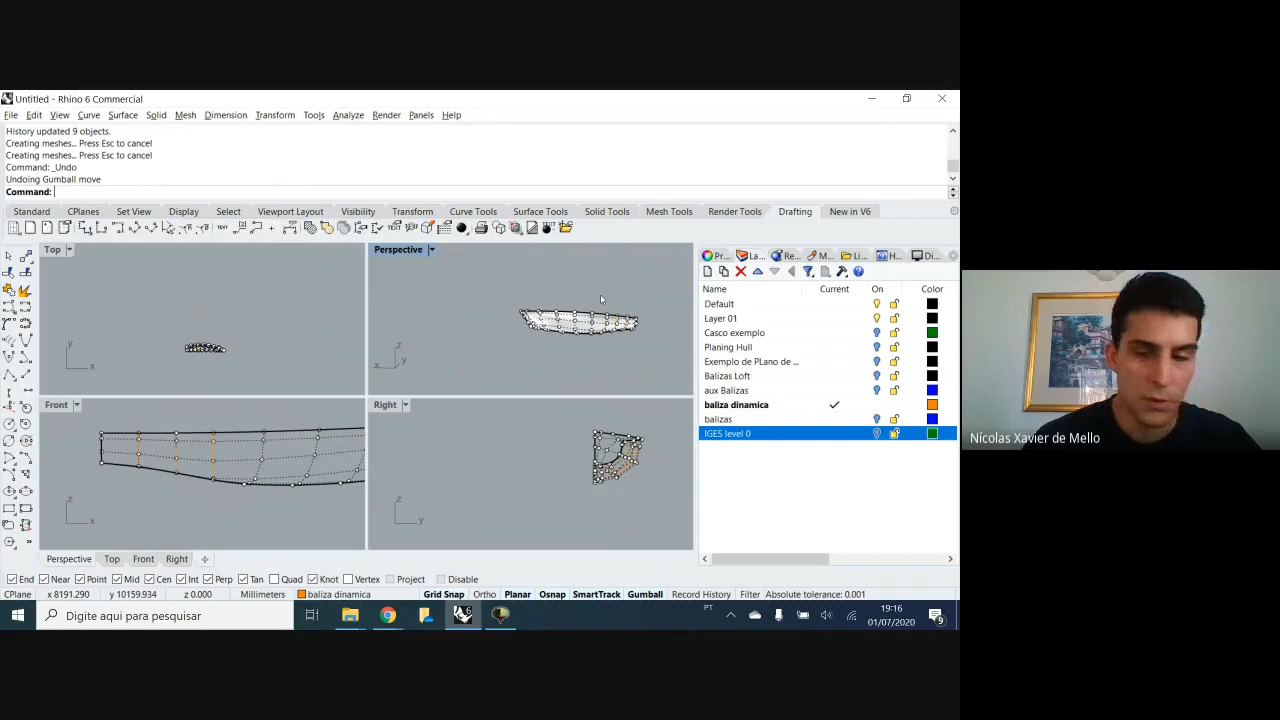 Untitled - Rhino 6 Commercial
File Edit View Curve Surface Solid Mesh Dimension Transform Tools Analyze Render Panels Help
History updated 9 objects.
Creating meshes... Press Esc to cancel
Creating meshes... Press Esc to cancel
Command: _Undo
Undoing Gumball move
Command:
Standard CPlanes Set View Display Select Viewport Layout Visibility Transform Curve Tools Surface Tools Solid Tools Mesh Tools Render Tools Drafting New in V6
Top
Perspective
Pr... La... Re... M... Li... H... Di...
Name Current On Color
Default
Layer 01
Casco exemplo
Planing Hull
Exemplo de PLano de ...
Balizas Loft
aux Balizas
baliza dinamica
balizas
IGES level 0
y x
z y x
Front
Right
z x
z y
Nícolas Xavier de Mello
Perspective Top Front Right
End Near Point Mid Cen Int Perp Tan Quad Knot Vertex Project Disable
CPlane x 8191.290 y 10159.934 z 0.000 Millimeters baliza dinamica Grid Snap Ortho Planar Osnap SmartTrack Gumball Record History Filter Absolute tolerance: 0.001
Digite aqui para pesquisar
PT
19:16
01/07/2020
9